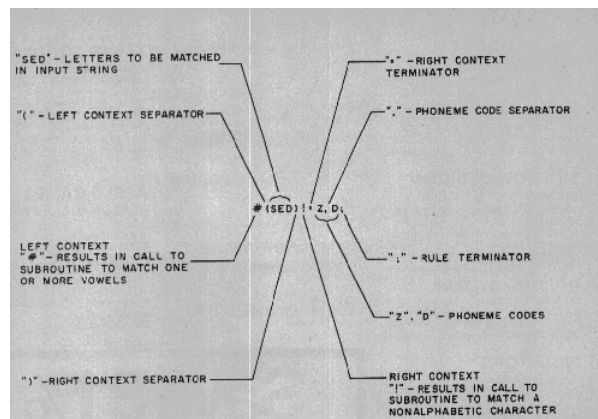 "SED" – LETTERS TO BE MATCHED
IN INPUT STRING
":" – RIGHT CONTEXT
TERMINATOR
"(" – LEFT CONTEXT SEPARATOR
"," – PHONEME CODE SEPARATOR
#(SED)!: Z, D;
LEFT CONTEXT
"#" – RESULTS IN CALL TO
SUBROUTINE TO MATCH ONE
OR MORE VOWELS
";" – RULE TERMINATOR
"Z", "D" – PHONEME CODES
")" – RIGHT CONTEXT SEPARATOR
RIGHT CONTEXT
"!" – RESULTS IN CALL TO
SUBROUTINE TO MATCH A
NONALPHABETIC CHARACTER